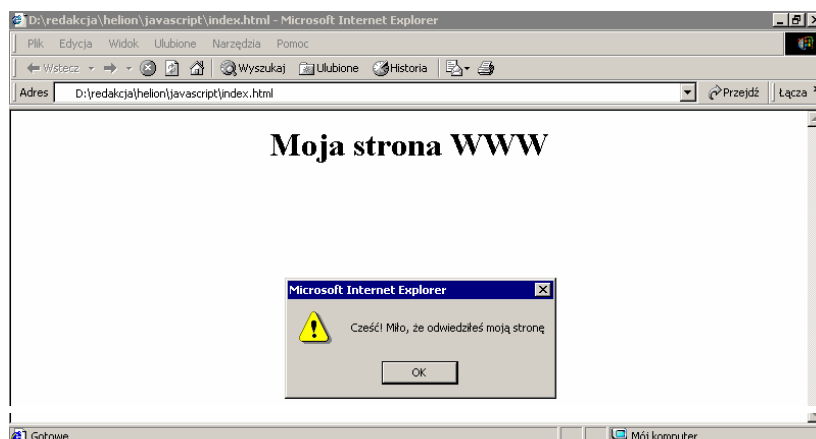 D:\redakcja\helion\javascript\index.html - Microsoft Internet Explorer
Plik Edycja Widok Ulubione Narzędzia Pomoc
Wstecz Wyszukaj Ulubione Historia
Adres D:\redakcja\helion\javascript\index.html Przejdź Łącza
Moja strona WWW
Microsoft Internet Explorer
Cześć! Miło, że odwiedziłeś moją stronę
OK
Gotowe Mój komputer